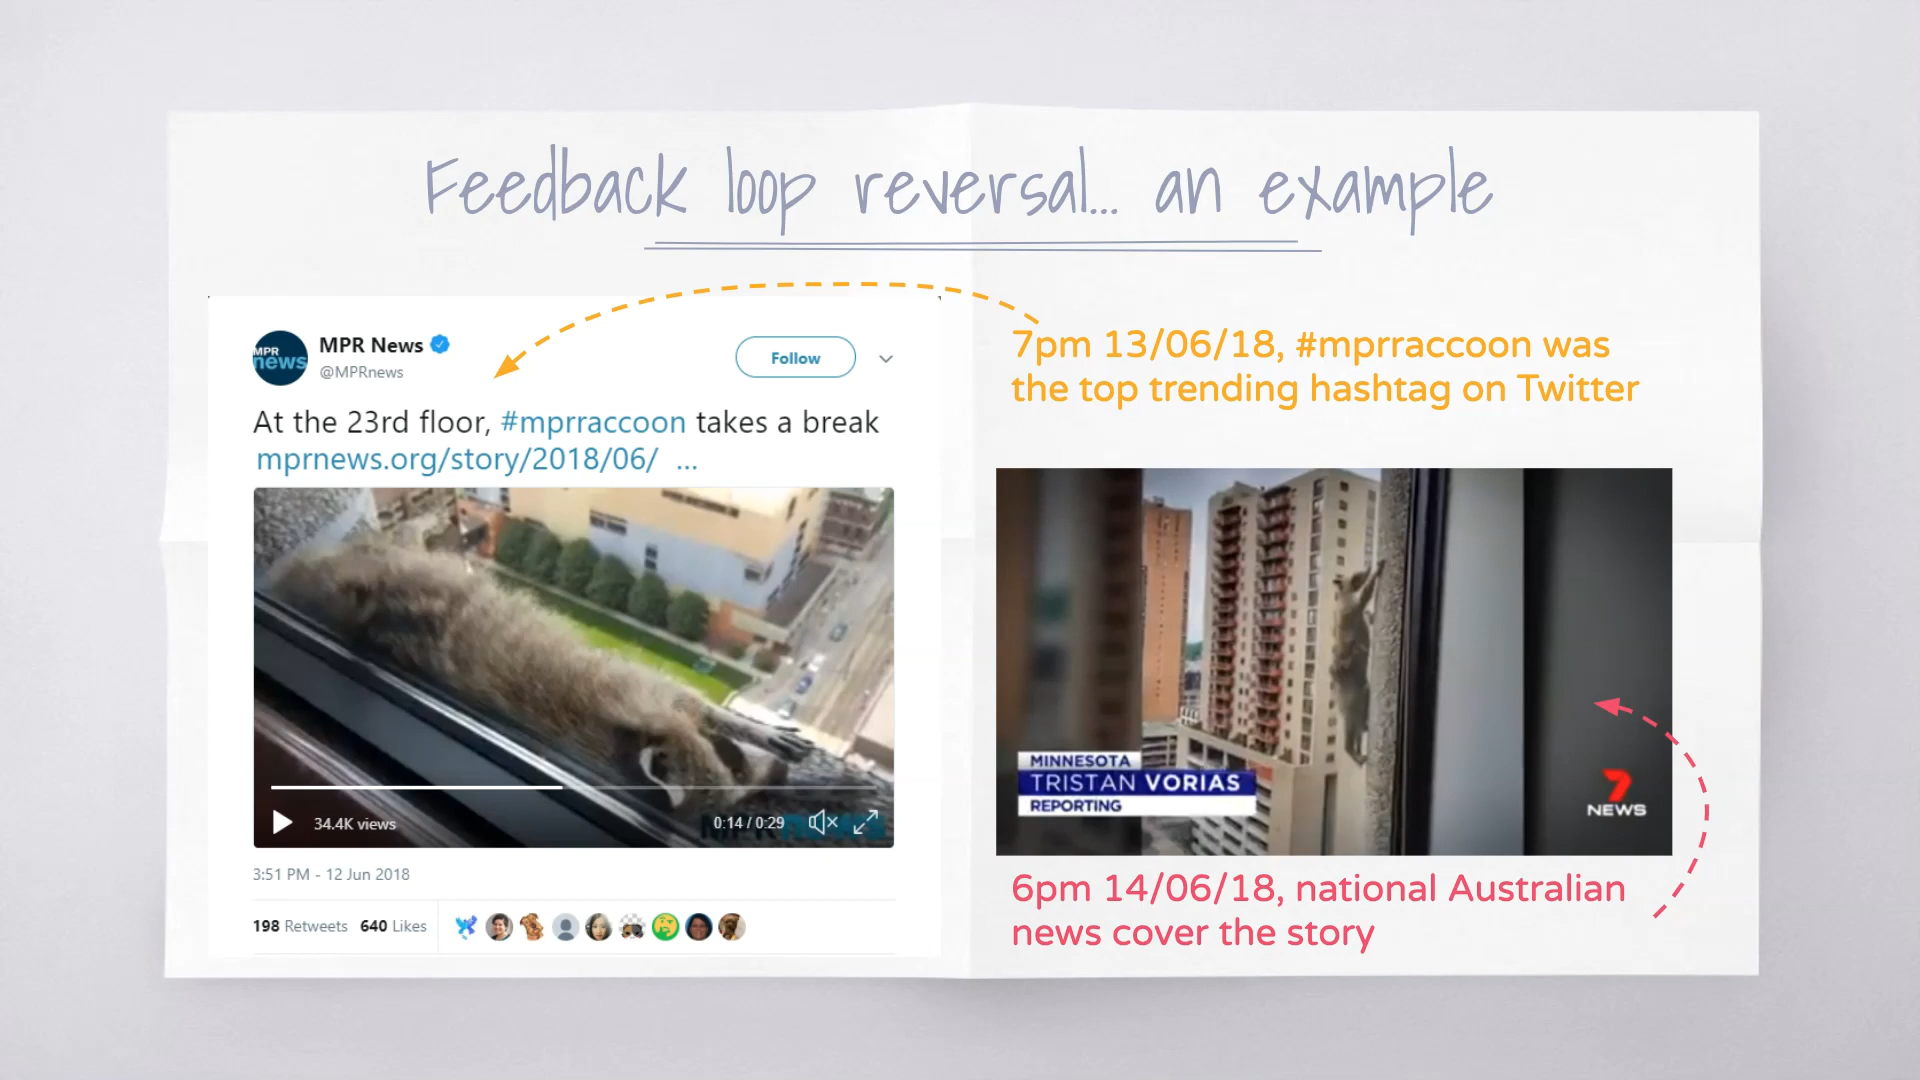 Feedback loop reversal... an example
MPR news
MPR News
@MPRnews
Follow
At the 23rd floor, #mprraccoon takes a break
mprnews.org/story/2018/06/ ...
34.4K views
0:14 / 0:29
3:51 PM - 12 Jun 2018
198 Retweets 640 Likes
7pm 13/06/18, #mprraccoon was
the top trending hashtag on Twitter
MINNESOTA
TRISTAN VORIAS
REPORTING
7
NEWS
6pm 14/06/18, national Australian
news cover the story